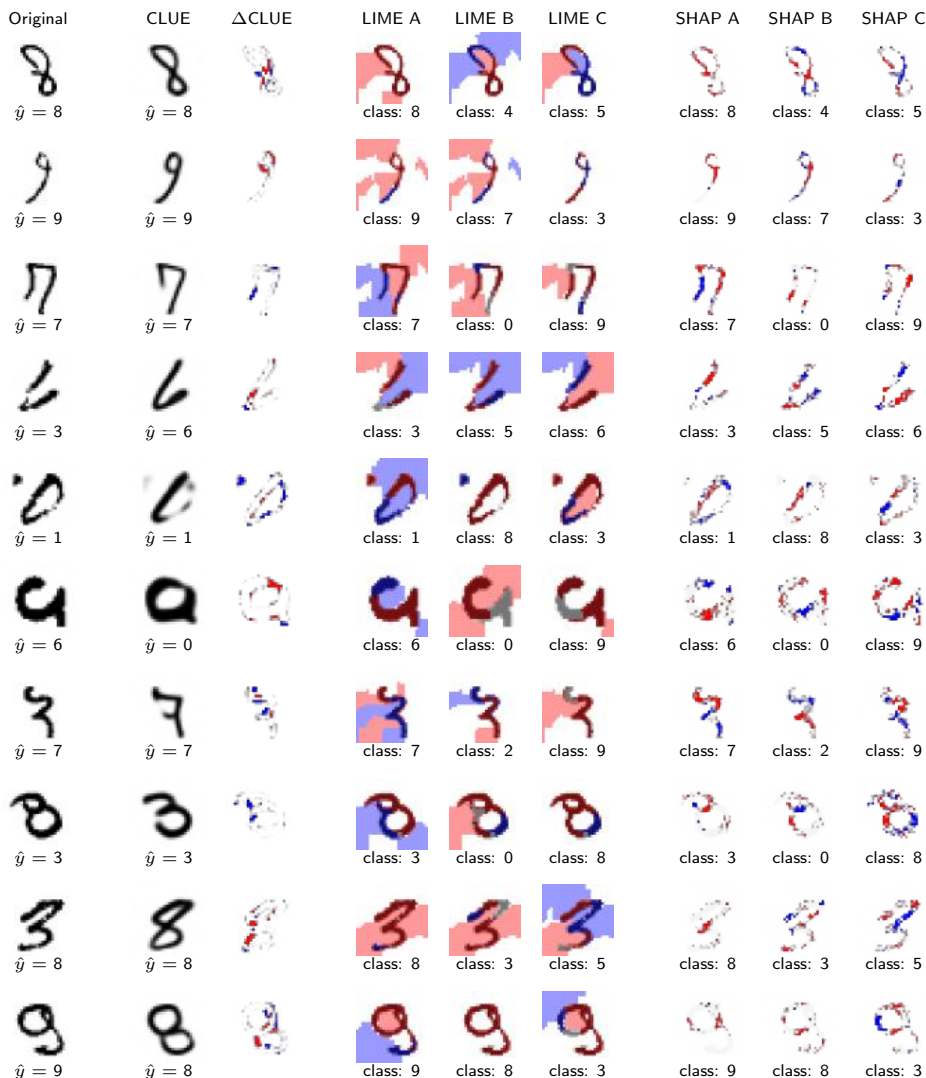 Original CLUE ΔCLUE LIME A LIME B LIME C SHAP A SHAP B SHAP C
ŷ = 8 ŷ = 8 class: 8 class: 4 class: 5 class: 8 class: 4 class: 5
ŷ = 9 ŷ = 9 class: 9 class: 7 class: 3 class: 9 class: 7 class: 3
ŷ = 7 ŷ = 7 class: 7 class: 0 class: 9 class: 7 class: 0 class: 9
ŷ = 3 ŷ = 6 class: 3 class: 5 class: 6 class: 3 class: 5 class: 6
ŷ = 1 ŷ = 1 class: 1 class: 8 class: 3 class: 1 class: 8 class: 3
ŷ = 6 ŷ = 0 class: 6 class: 0 class: 9 class: 6 class: 0 class: 9
ŷ = 7 ŷ = 7 class: 7 class: 2 class: 9 class: 7 class: 2 class: 9
ŷ = 3 ŷ = 3 class: 3 class: 0 class: 8 class: 3 class: 0 class: 8
ŷ = 8 ŷ = 8 class: 8 class: 3 class: 5 class: 8 class: 3 class: 5
ŷ = 9 ŷ = 8 class: 9 class: 8 class: 3 class: 9 class: 8 class: 3